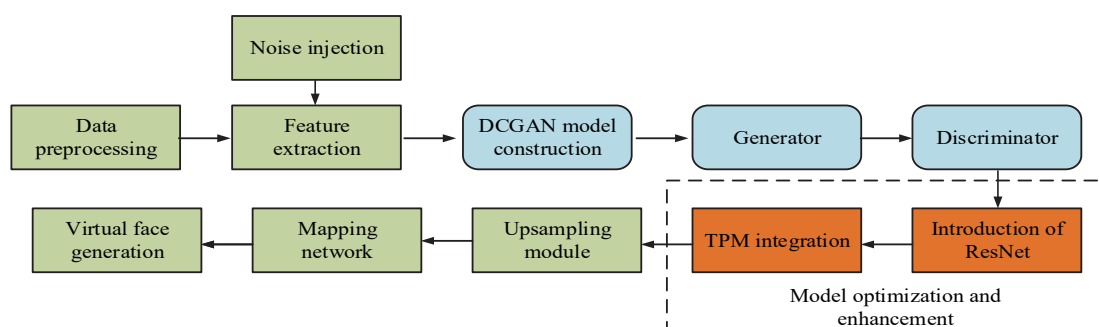 Noise injection
Data
preprocessing
Feature
extraction
DCGAN model
construction
Generator
Discriminator
Virtual face
generation
Mapping
network
Upsampling
module
TPM integration
Introduction of
ResNet
Model optimization and
enhancement